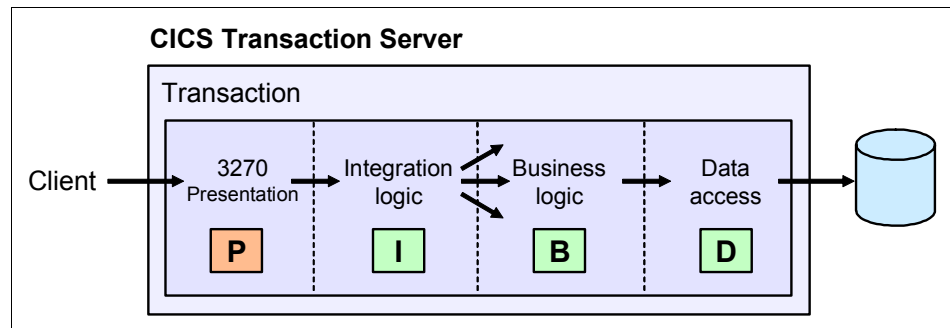 CICS Transaction Server
Transaction
Client
3270
Presentation
Integration
logic
Business
logic
Data
access
P
I
B
D